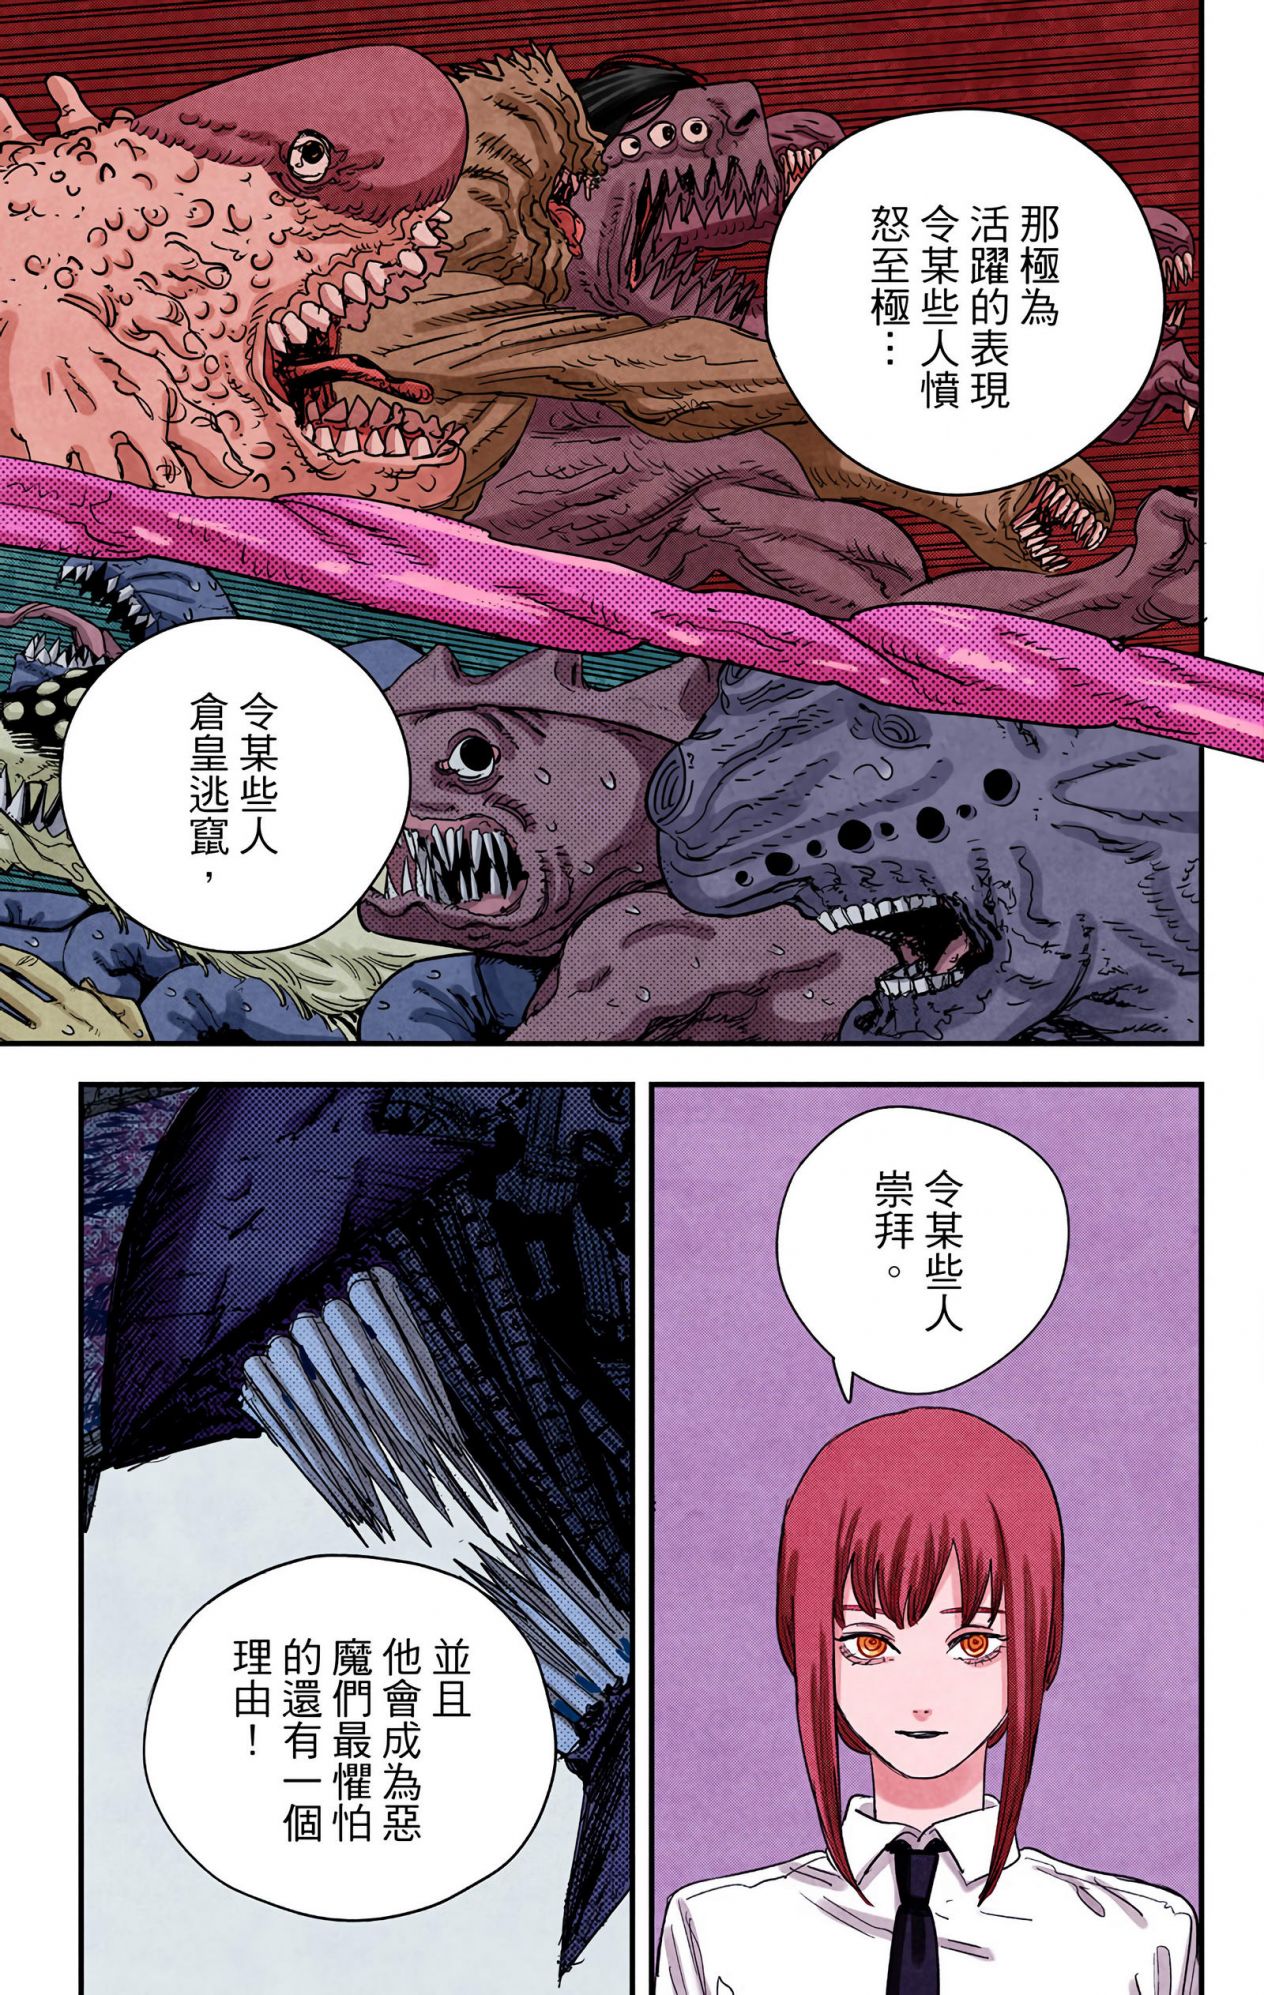 那極為
活躍的表現
令某些人憤
怒至極…
令某些人
倉皇逃竄，
令某些人
崇拜。
並且
他會成為惡
魔們最懼怕
的還有一個
理由！